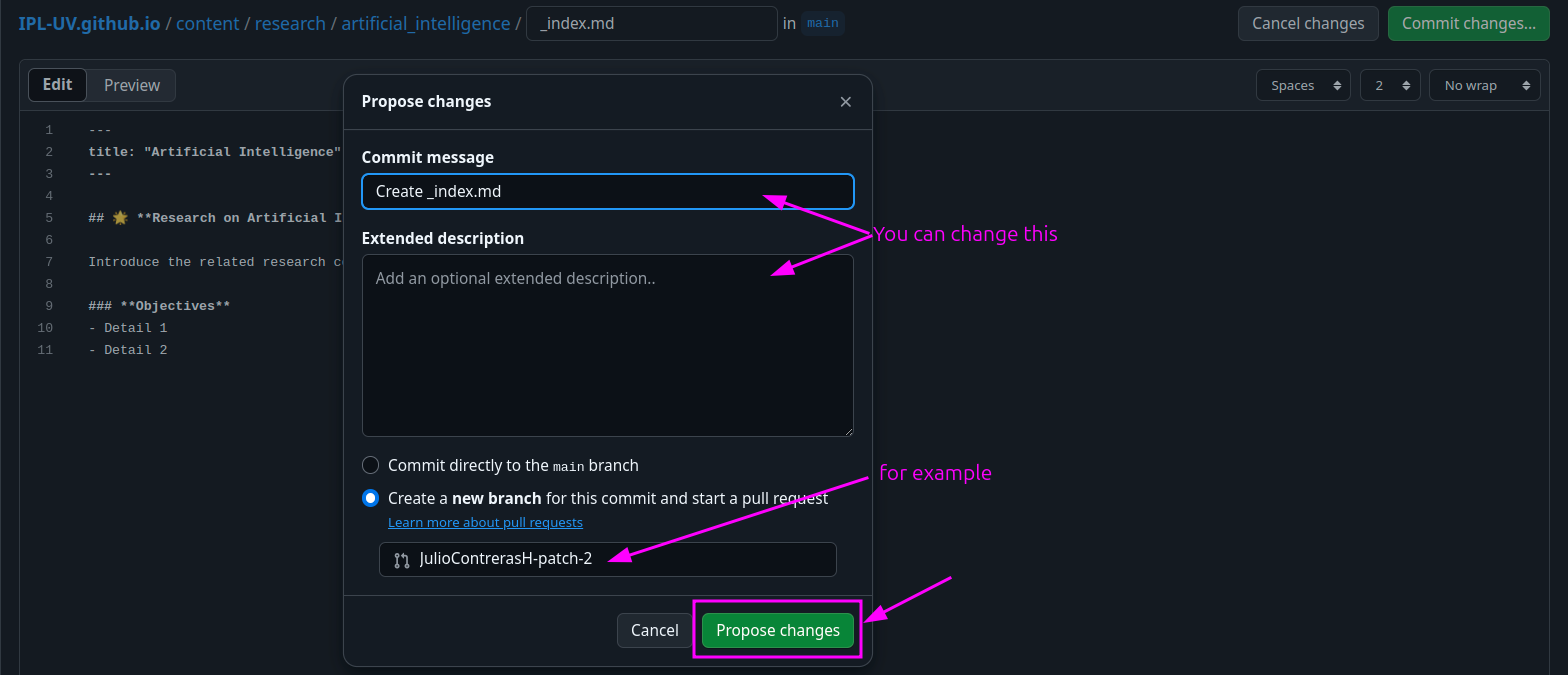 IPL-UV.github.io / content / research / artificial_intelligence / _index.md in main
Cancel changes
Commit changes...
Edit
Preview
Spaces
2
No wrap
1 ---
2 title: "Artificial Intelligence"
3 ---
4
5 ## 🌟 **Research on Artificial I
6
7 Introduce the related research c
8
9 ### **Objectives**
10 - Detail 1
11 - Detail 2
Propose changes
Commit message
Create _index.md
You can change this
Extended description
Add an optional extended description..
Commit directly to the main branch
for example
Create a new branch for this commit and start a pull request
Learn more about pull requests
JulioContrerasH-patch-2
Cancel
Propose changes